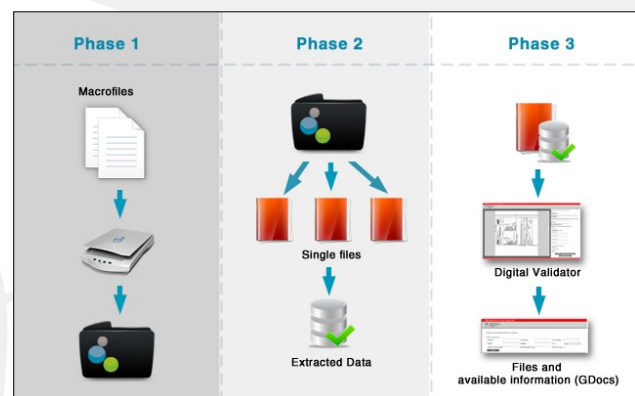 Phase 1
Phase 2
Phase 3
Macrofiles
Single files
Extracted Data
Digital Validator
Files and
available information (GDocs)